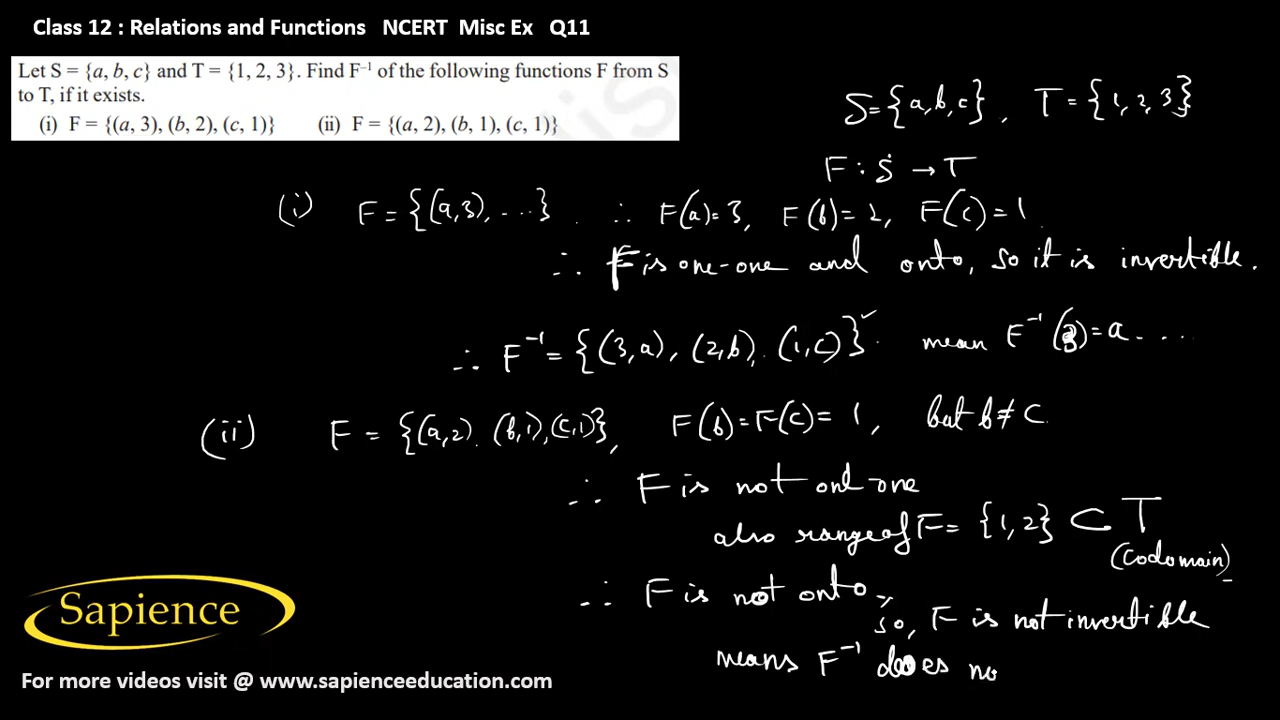 Class 12 : Relations and Functions NCERT Misc Ex Q11
Let S = {a, b, c} and T = {1, 2, 3}. Find F⁻¹ of the following functions F from S
to T, if it exists.
(i) F = {(a, 3), (b, 2), (c, 1)} (ii) F = {(a, 2), (b, 1), (c, 1)}
S = {a, b, c}, T = {1, 2, 3}
F : S → T
(i) F = {(a,3), ...} ∴ F(a) = 3, F(b) = 2, F(c) = 1
∴ F is one-one and onto, so it is invertible.
∴ F⁻¹ = {(3,a), (2,b), (1,c)} mean F⁻¹(3) = a ....
(ii) F = {(a,2), (b,1), (c,1)}, F(b) = F(c) = 1, but b ≠ c
∴ F is not one-one
also range of F = {1,2} ⊂ T
(Codomain)
∴ F is not onto,
so, F is not invertible
means F⁻¹ does no
Sapience
For more videos visit @ www.sapienceeducation.com